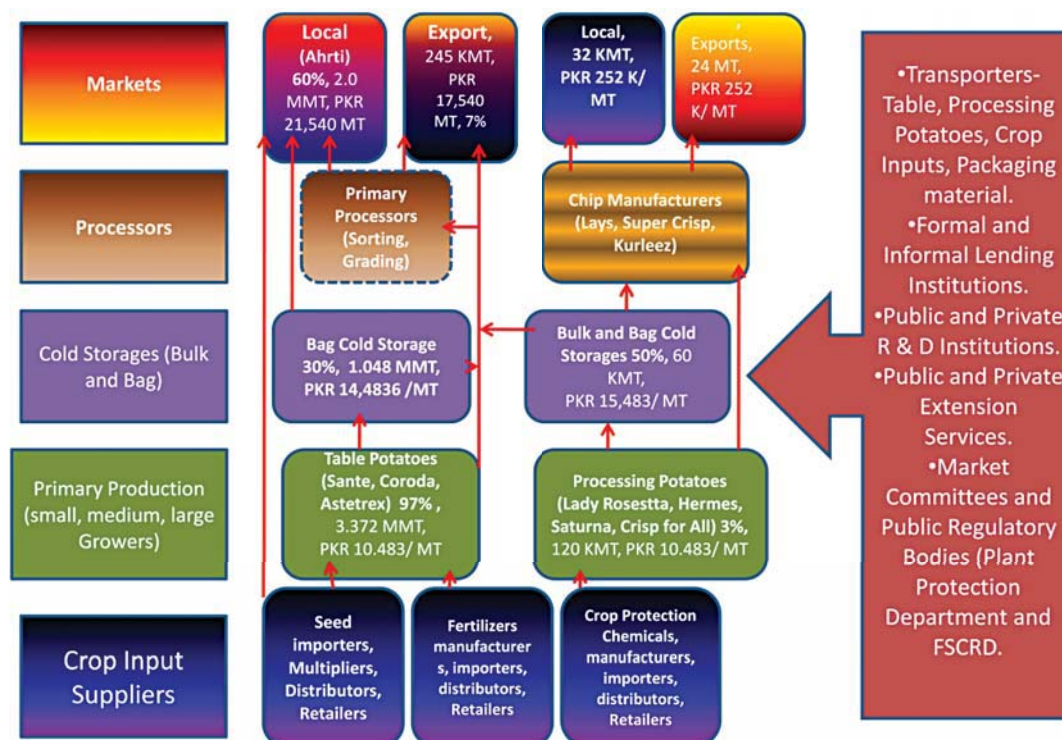 Markets
Local
(Ahrti)
60%, 2.0
MMT, PKR
21,540 MT
Export,
245 KMT,
PKR
17,540
MT, 7%
Local,
32 KMT,
PKR 252 K/
MT
,
Exports,
24 MT,
PKR 252
K/ MT
Processors
Primary
Processors
(Sorting,
Grading)
Chip Manufacturers
(Lays, Super Crisp,
Kurleez)
Cold Storages (Bulk
and Bag)
Bag Cold Storage
30%, 1.048 MMT,
PKR 14,4836 /MT
Bulk and Bag Cold
Storages 50%, 60
KMT,
PKR 15,483/ MT
Primary Production
(small, medium, large
Growers)
Table Potatoes
(Sante, Coroda,
Astetrex) 97% ,
3.372 MMT,
PKR 10.483/ MT
Processing Potatoes
(Lady Rosestta, Hermes,
Saturna, Crisp for All) 3%,
120 KMT, PKR 10.483/ MT
Crop Input
Suppliers
Seed
importers,
Multipliers,
Distributors,
Retailers
Fertilizers
manufacturer
s, importers,
distributors,
Retailers
Crop Protection
Chemicals,
manufacturers,
importers,
distributors,
Retailers
•Transporters-
Table, Processing
Potatoes, Crop
Inputs, Packaging
material.
•Formal and
Informal Lending
Institutions.
•Public and Private
R & D Institutions.
•Public and Private
Extension
Services.
•Market
Committees and
Public Regulatory
Bodies (Plant
Protection
Department and
FSCRD.